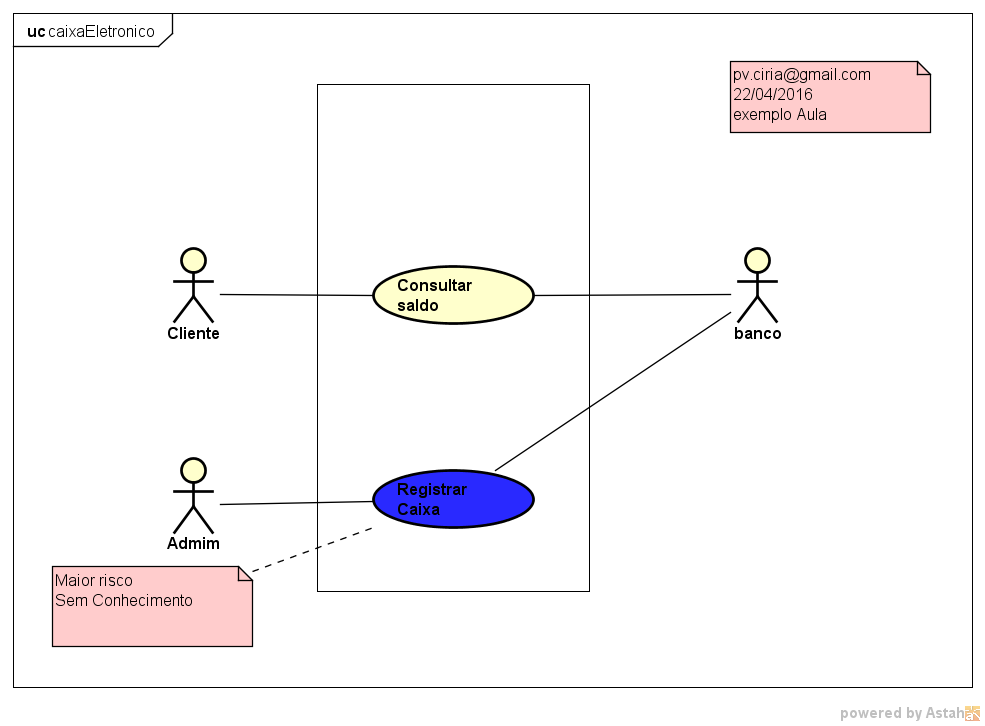 uc caixaEletronico
pv.ciria@gmail.com
22/04/2016
exemplo Aula
Consultar
saldo
Cliente
banco
Registrar
Caixa
Admim
Maior risco
Sem Conhecimento
powered by Astah